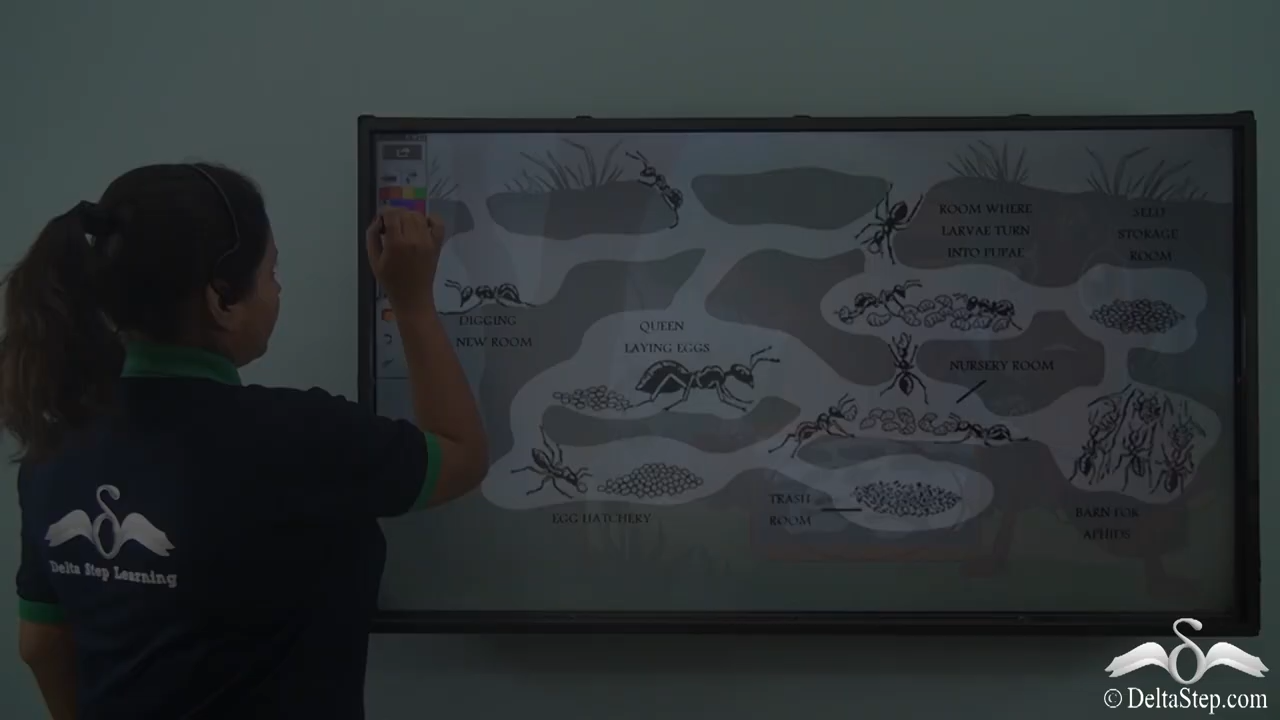 DIGGING
NEW ROOM
QUEEN
LAYING EGGS
ROOM WHERE
LARVAE TURN
INTO PUPAE
SEED
STORAGE
ROOM
NURSERY ROOM
EGG HATCHERY
TRASH
ROOM
BARN FOR
APHIDS
Delta Step Learning
© DeltaStep.com